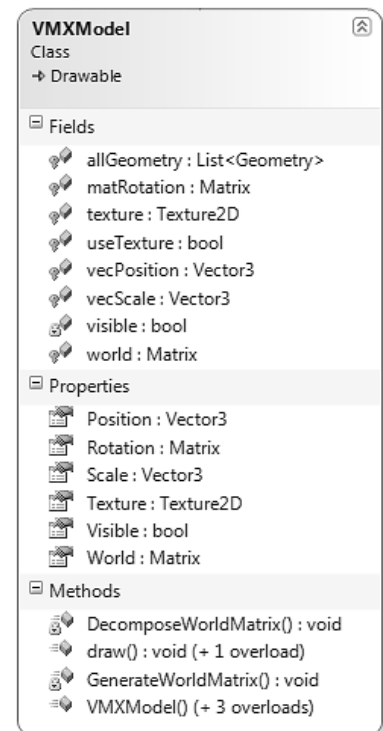 VMXModel
Class
Drawable
Fields
allGeometry : List<Geometry>
matRotation : Matrix
texture : Texture2D
useTexture : bool
vecPosition : Vector3
vecScale : Vector3
visible : bool
world : Matrix
Properties
Position : Vector3
Rotation : Matrix
Scale : Vector3
Texture : Texture2D
Visible : bool
World : Matrix
Methods
DecomposeWorldMatrix() : void
draw() : void (+ 1 overload)
GenerateWorldMatrix() : void
VMXModel() (+ 3 overloads)